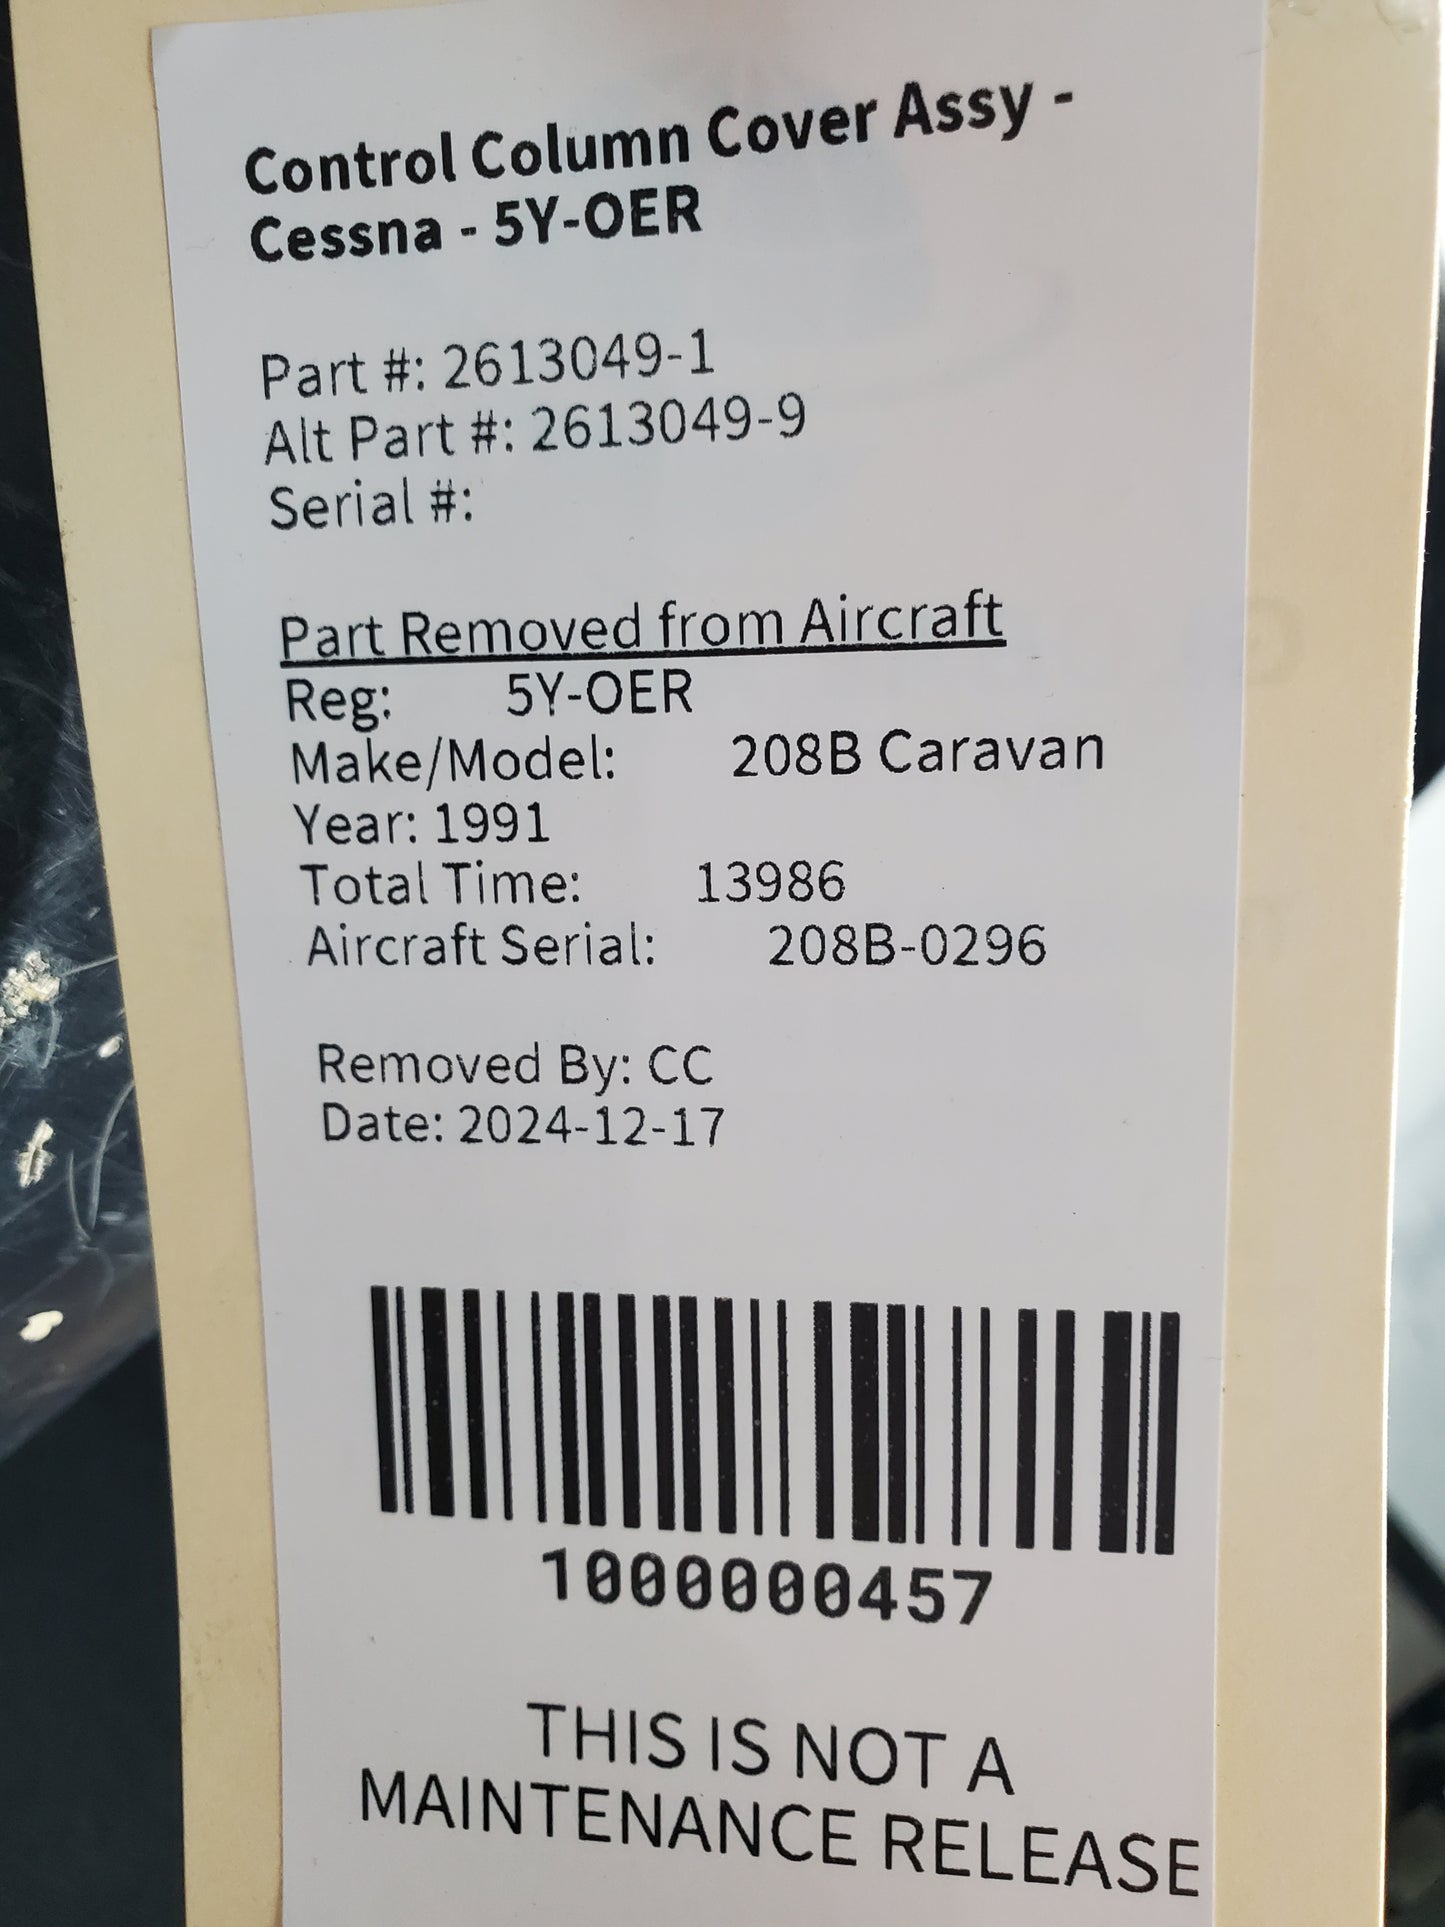 Control Column Cover Assy -
Cessna - 5Y-OER
Part #: 2613049-1
Alt Part #: 2613049-9
Serial #:
Part Removed from Aircraft
Reg: 5Y-OER
Make/Model: 208B Caravan
Year: 1991
Total Time: 13986
Aircraft Serial: 208B-0296
Removed By: CC
Date: 2024-12-17
1000000457
THIS IS NOT A
MAINTENANCE RELEASE